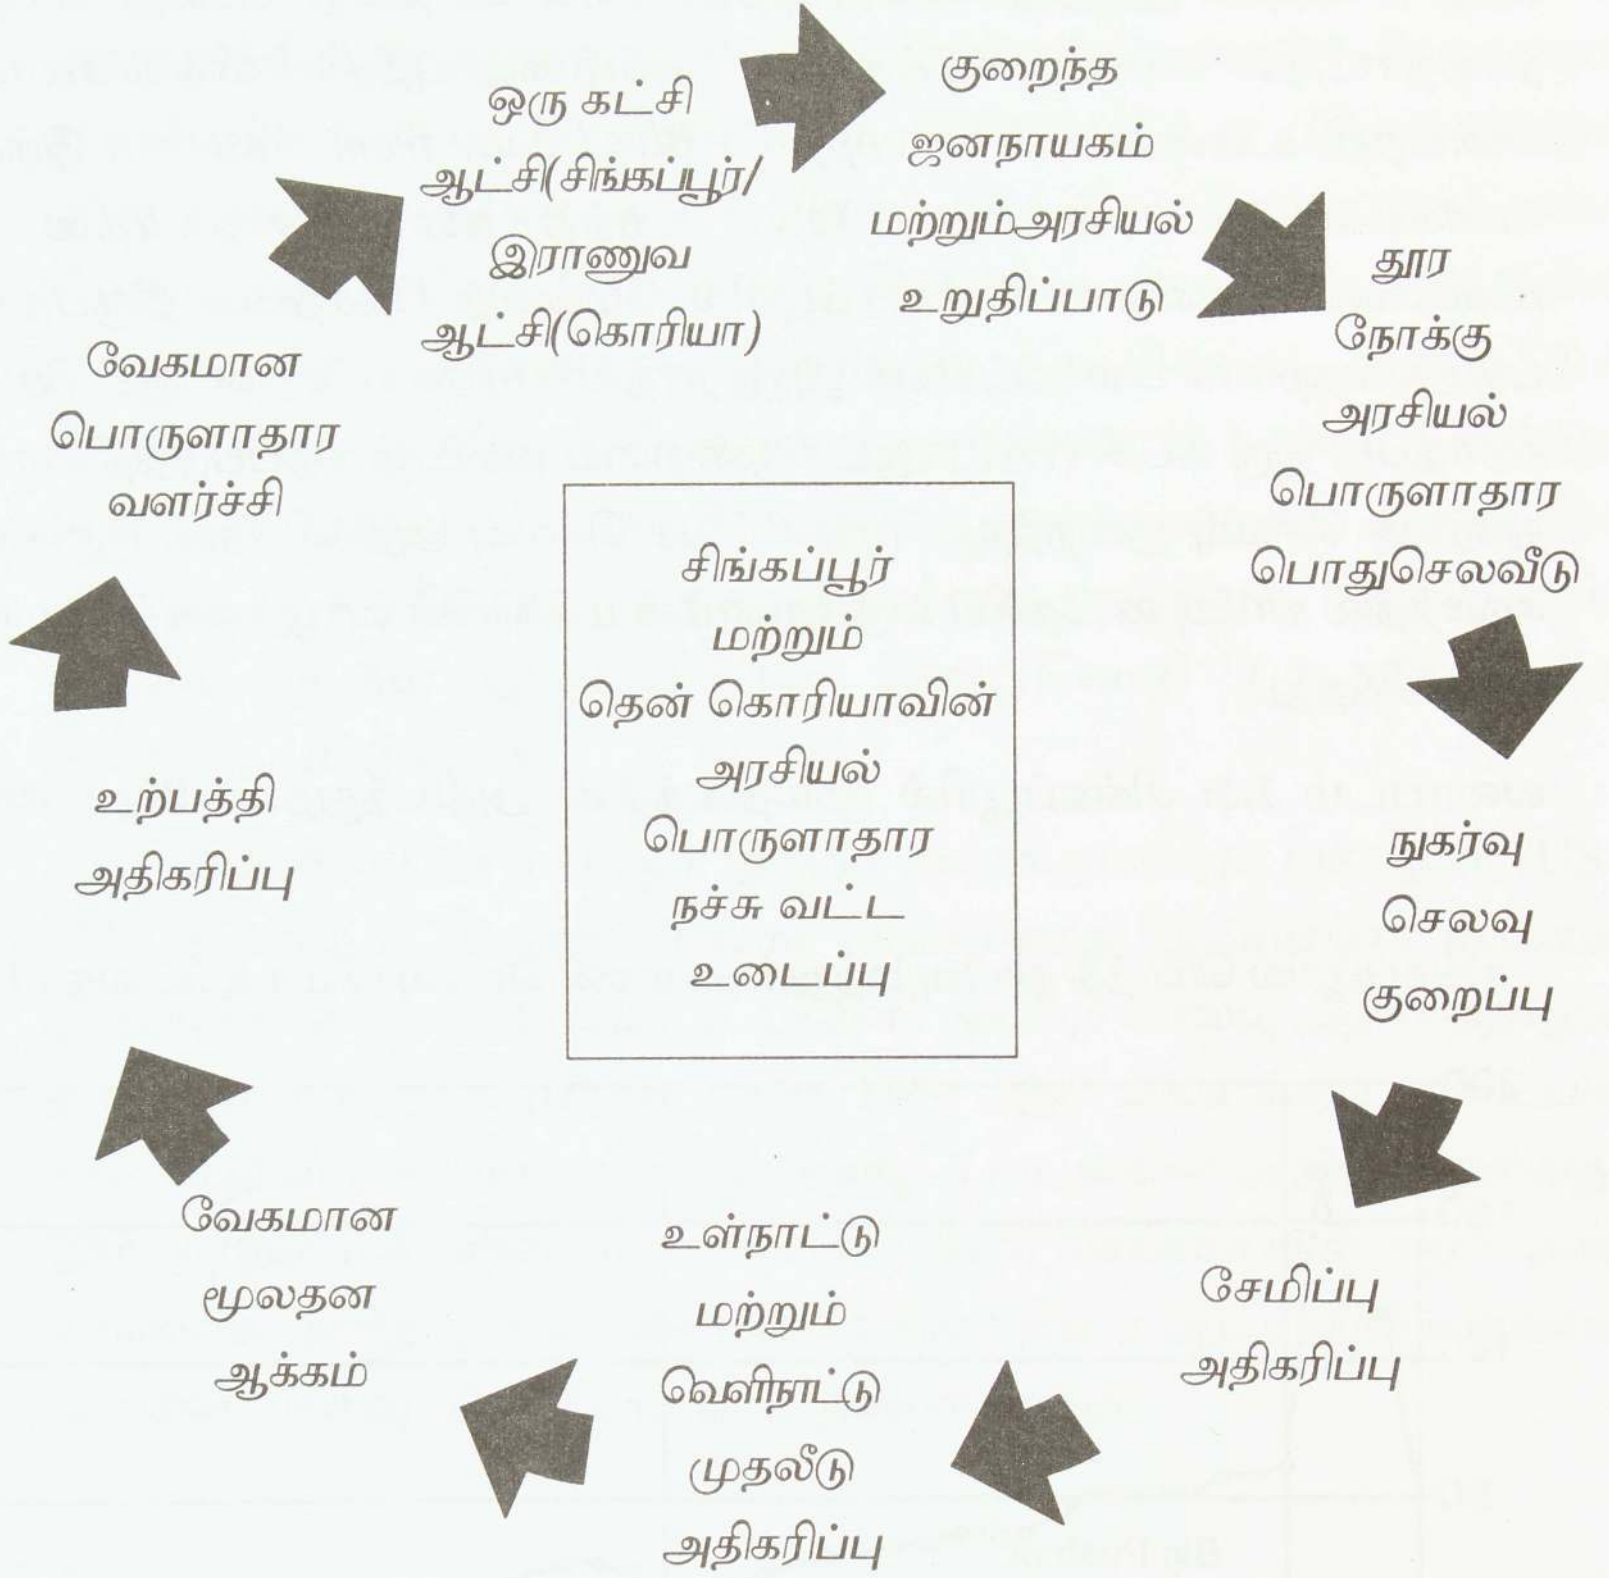 ஒரு கட்சி
ஆட்சி(சிங்கப்பூர்/
இராணுவ
ஆட்சி(கொரியா)
குறைந்த
ஜனநாயகம்
மற்றும்அரசியல்
உறுதிப்பாடு
தூர
நோக்கு
அரசியல்
பொருளாதார
பொதுசெலவீடு
நுகர்வு
செலவு
குறைப்பு
சேமிப்பு
அதிகரிப்பு
உள்நாட்டு
மற்றும்
வெளிநாட்டு
முதலீடு
அதிகரிப்பு
வேகமான
மூலதன
ஆக்கம்
உற்பத்தி
அதிகரிப்பு
வேகமான
பொருளாதார
வளர்ச்சி
சிங்கப்பூர்
மற்றும்
தென் கொரியாவின்
அரசியல்
பொருளாதார
நச்சு வட்ட
உடைப்பு